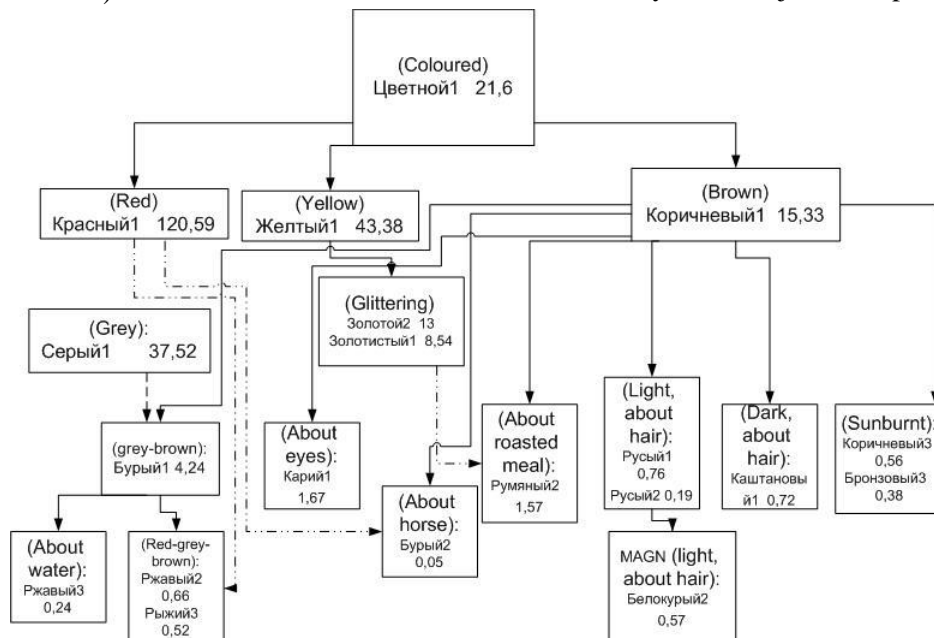 (Coloured)
Цветной1 21,6
(Red)
Красный1 120,59
(Yellow)
Желтый1 43,38
(Brown)
Коричневый1 15,33
(Grey):
Серый1 37,52
(Glittering)
Золотой2 13
Золотистый1 8,54
(grey-brown):
Бурый1 4,24
(About
eyes):
Карий1
1,67
(About
roasted
meal):
Румяный2
1,57
(Light,
about
hair):
Русый1
0,76
Русый2 0,19
(Dark,
about
hair):
Каштановы
й1 0,72
(Sunburnt):
Коричневый3
0,56
Бронзовый3
0,38
(About
water):
Ржавый3
0,24
(Red-grey-
brown):
Ржавый2
0,66
Рыжий3
0,52
(About
horse):
Бурый2
0,05
MAGN (light,
about hair):
Белокурый2
0,57